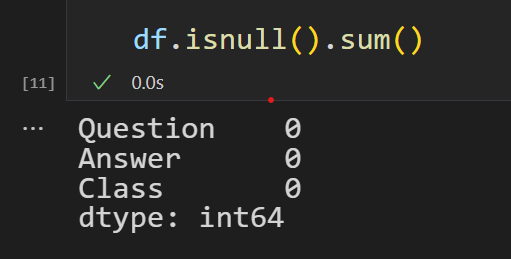 df.isnull().sum()
[11]
✓ 0.0s
...
Question 0
Answer 0
Class 0
dtype: int64